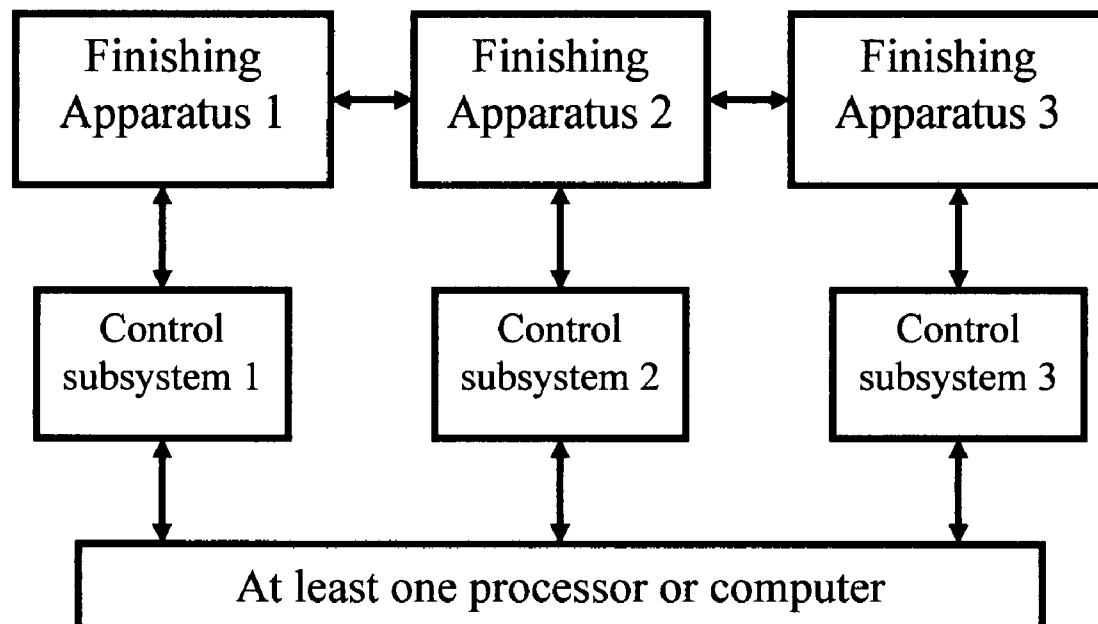 Finishing
Apparatus 1
Finishing
Apparatus 2
Finishing
Apparatus 3
Control
subsystem 1
Control
subsystem 2
Control
subsystem 3
At least one processor or computer